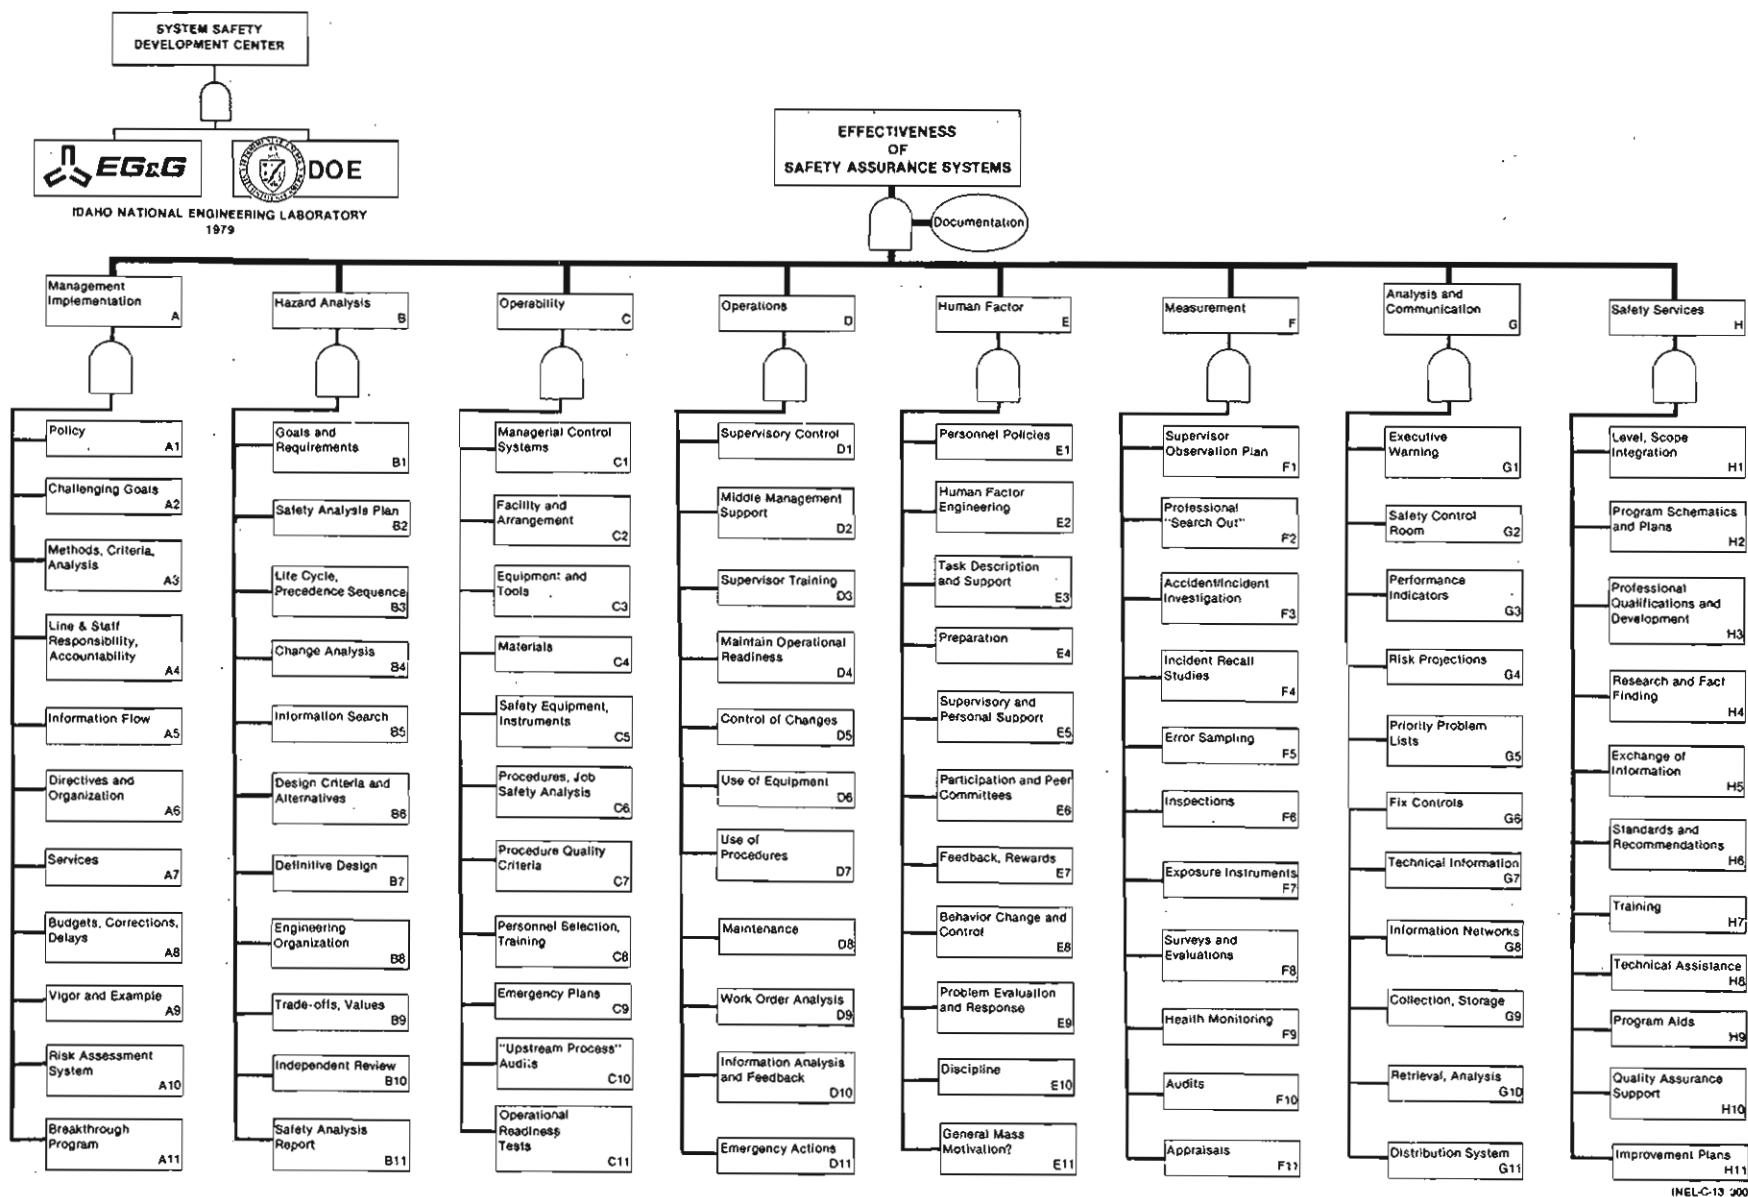 SYSTEM SAFETY
DEVELOPMENT CENTER
EG&G
DOE
IDAHO NATIONAL ENGINEERING LABORATORY
1979
EFFECTIVENESS
OF
SAFETY ASSURANCE SYSTEMS
Documentation
Management
Implementation
A
Policy
A1
Challenging Goals
A2
Methods, Criteria,
Analysis
A3
Line & Staff
Responsibility,
Accountability
A4
Information Flow
A5
Directives and
Organization
A6
Services
A7
Budgets, Corrections,
Delays
A8
Vigor and Example
A9
Risk Assessment
System
A10
Breakthrough
Program
A11
Hazard Analysis
B
Goals and
Requirements
B1
Safety Analysis Plan
B2
Life Cycle,
Precedence Sequence
B3
Change Analysis
B4
Information Search
B5
Design Criteria and
Alternatives
B6
Definitive Design
B7
Engineering
Organization
B8
Trade-offs, Values
B9
Independent Review
B10
Safety Analysis
Report
B11
Operability
C
Managerial Control
Systems
C1
Facility and
Arrangement
C2
Equipment and
Tools
C3
Materials
C4
Safety Equipment,
Instruments
C5
Procedures, Job
Safety Analysis
C6
Procedure Quality
Criteria
C7
Personnel Selection,
Training
C8
Emergency Plans
C9
"Upstream Process"
Audits
C10
Operational
Readiness
Tests
C11
Operations
D
Supervisory Control
D1
Middle Management
Support
D2
Supervisor Training
D3
Maintain Operational
Readiness
D4
Control of Changes
D5
Use of Equipment
D6
Use of
Procedures
D7
Maintenance
D8
Work Order Analysis
D9
Information Analysis
and Feedback
D10
Emergency Actions
D11
Human Factor
E
Personnel Policies
E1
Human Factor
Engineering
E2
Task Description
and Support
E3
Preparation
E4
Supervisory and
Personal Support
E5
Participation and Peer
Committees
E6
Feedback, Rewards
E7
Behavior Change and
Control
E8
Problem Evaluation
and Response
E9
Discipline
E10
General Mass
Motivation?
E11
Measurement
F
Supervisor
Observation Plan
F1
Professional
"Search Out"
F2
Accident/Incident
Investigation
F3
Incident Recall
Studies
F4
Error Sampling
F5
Inspections
F6
Exposure Instruments
F7
Surveys and
Evaluations
F8
Health Monitoring
F9
Audits
F10
Appraisals
F11
Analysis and
Communication
G
Executive
Warning
G1
Safety Control
Room
G2
Performance
Indicators
G3
Risk Projections
G4
Priority Problem
Lists
G5
Fix Controls
G6
Technical Information
G7
Information Networks
G8
Collection, Storage
G9
Retrieval, Analysis
G10
Distribution System
G11
Safety Services
H
Level, Scope
Integration
H1
Program Schematics
and Plans
H2
Professional
Qualifications and
Development
H3
Research and Fact
Finding
H4
Exchange of
Information
H5
Standards and
Recommendations
H6
Training
H7
Technical Assistance
H8
Program Aids
H9
Quality Assurance
Support
H10
Improvement Plans
H11
INEL-C-13 300